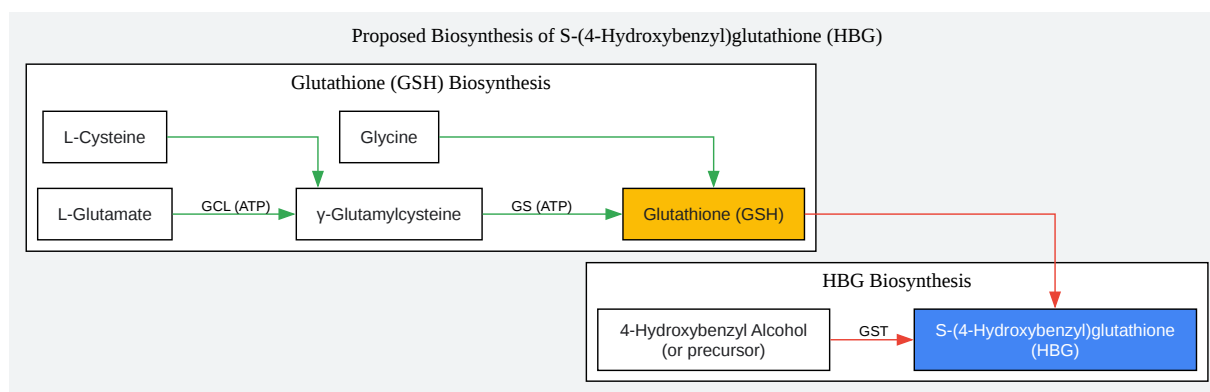 Proposed Biosynthesis of S-(4-Hydroxybenzyl)glutathione (HBG)
Glutathione (GSH) Biosynthesis
L-Cysteine
Glycine
L-Glutamate
GCL (ATP)
γ-Glutamylcysteine
GS (ATP)
Glutathione (GSH)
HBG Biosynthesis
4-Hydroxybenzyl Alcohol
(or precursor)
GST
S-(4-Hydroxybenzyl)glutathione
(HBG)